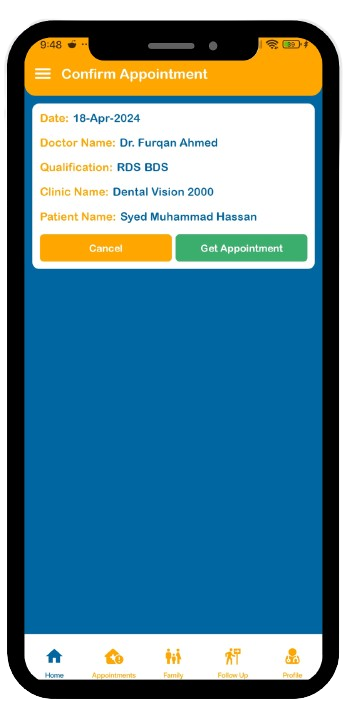 9:48
Confirm Appointment
Date: 18-Apr-2024
Doctor Name: Dr. Furqan Ahmed
Qualification: RDS BDS
Clinic Name: Dental Vision 2000
Patient Name: Syed Muhammad Hassan
Cancel Get Appointment
Home Appointments Family Follow Up Profile